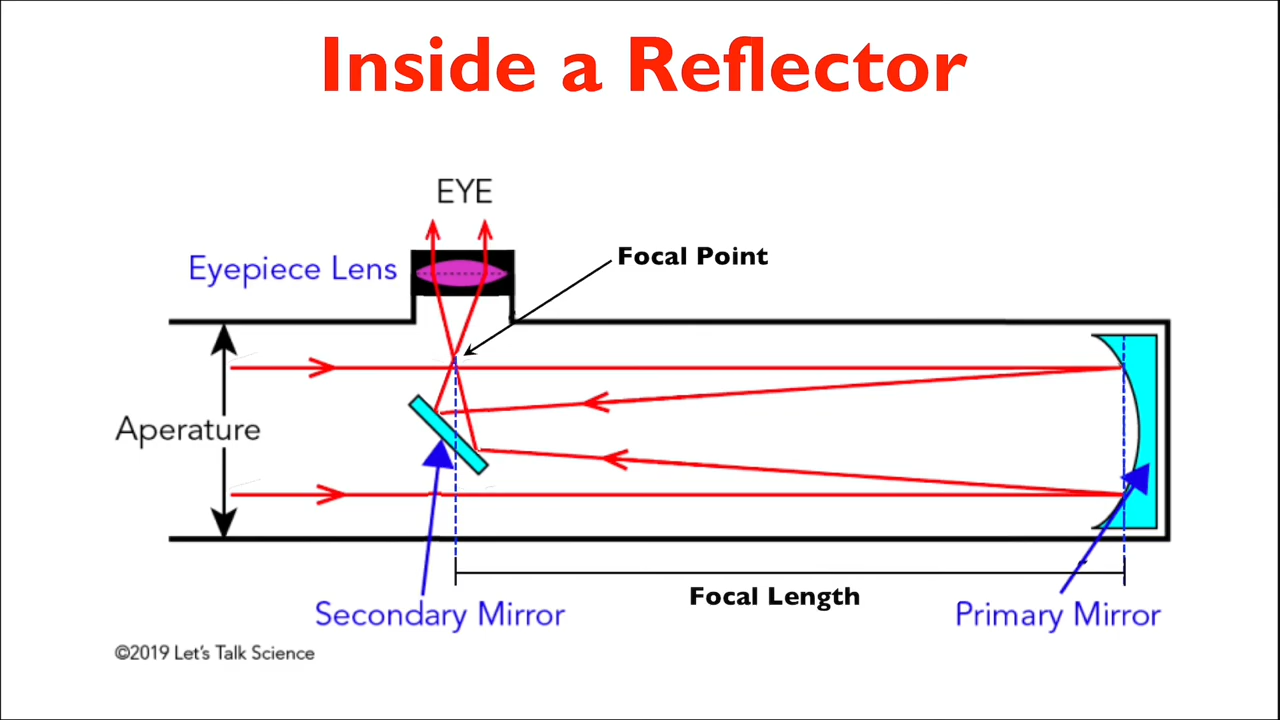 Inside a Reflector
EYE
Eyepiece Lens
Focal Point
Aperature
Focal Length
Secondary Mirror
Primary Mirror
©2019 Let's Talk Science